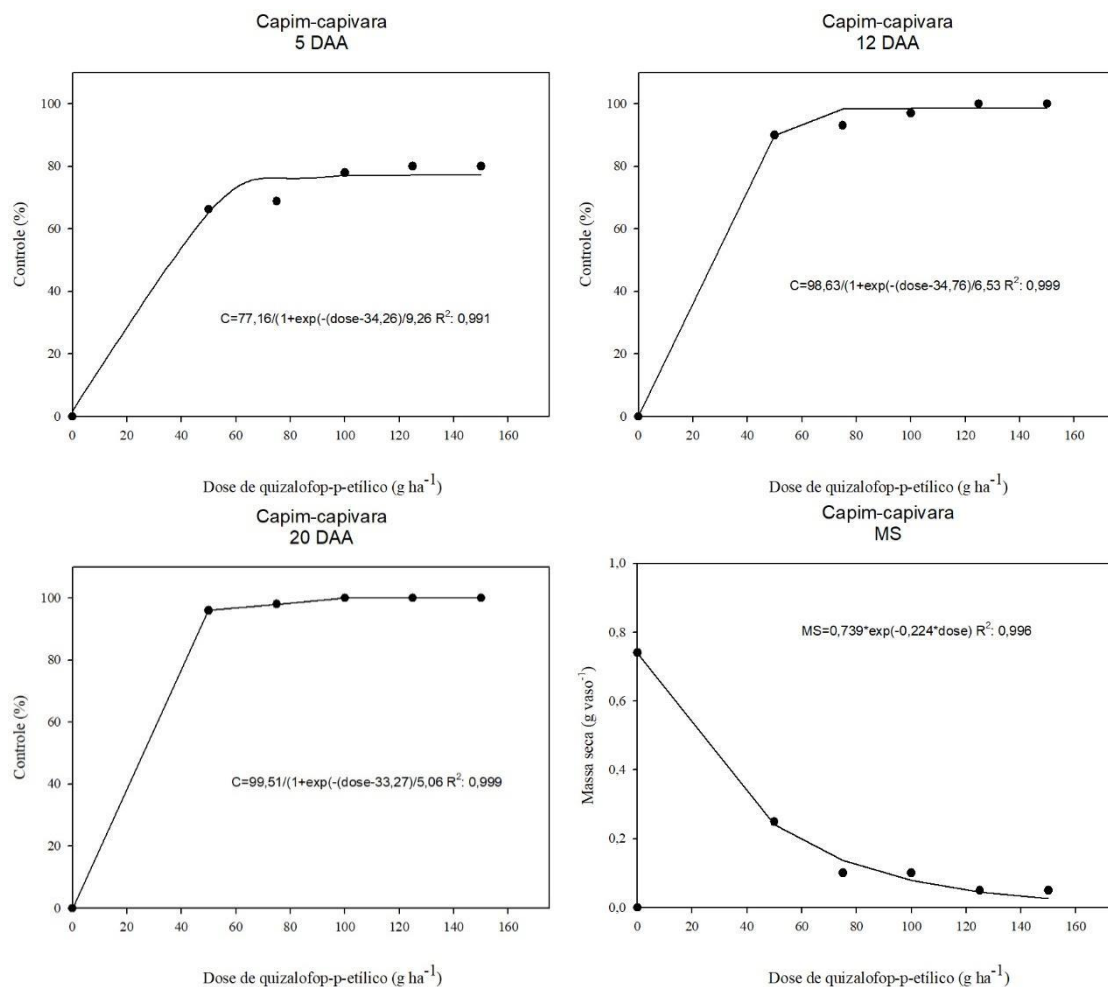 Capim-capivara
5 DAA
Controle (%)
100
80
60
40
20
0
C=77,16/(1+exp(-(dose-34,26)/9,26 R²: 0,991
0 20 40 60 80 100 120 140 160
Dose de quizalofop-p-etílico (g ha⁻¹)
Capim-capivara
12 DAA
Controle (%)
100
80
60
40
20
0
C=98,63/(1+exp(-(dose-34,76)/6,53 R²: 0,999
0 20 40 60 80 100 120 140 160
Dose de quizalofop-p-etílico (g ha⁻¹)
Capim-capivara
20 DAA
Controle (%)
100
80
60
40
20
0
C=99,51/(1+exp(-(dose-33,27)/5,06 R²: 0,999
0 20 40 60 80 100 120 140 160
Dose de quizalofop-p-etílico (g ha⁻¹)
Capim-capivara
MS
Massa seca (g vaso⁻¹)
1,0
0,8
0,6
0,4
0,2
0,0
MS=0,739*exp(-0,224*dose) R²: 0,996
0 20 40 60 80 100 120 140 160
Dose de quizalofop-p-etílico (g ha⁻¹)